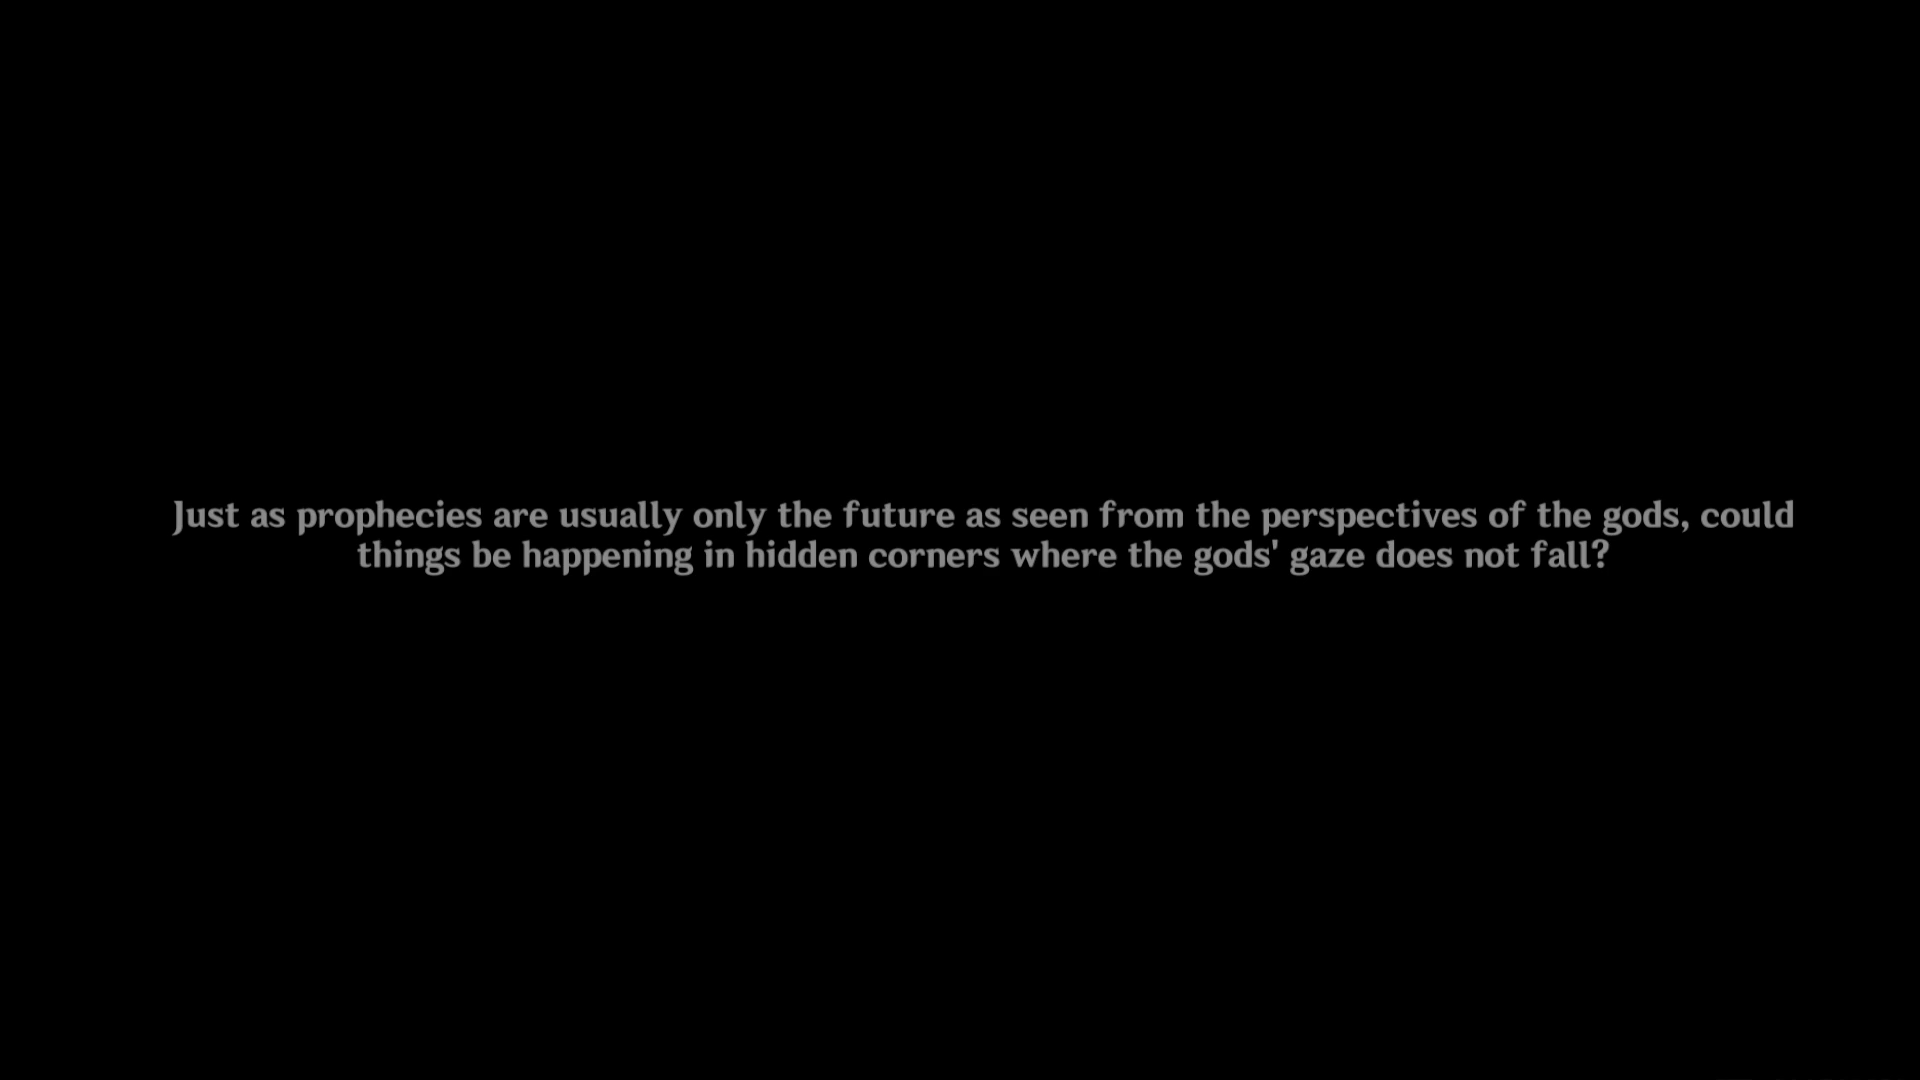 Just as prophecies are usually only the future as seen from the perspectives of the gods, could
things be happening in hidden corners where the gods' gaze does not fall?